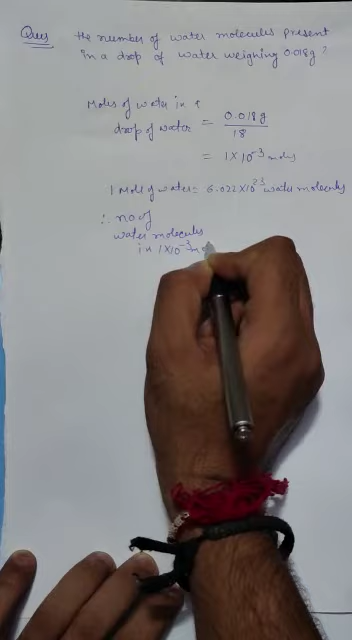 Ques the number of water molecules present
in a drop of water weighing 0.018g?
Moles of water in 1
drop of water = 0.018g / 18
= 1×10⁻³ moles
1 Mole of water = 6.022×10²³ water molecules
∴ no of
water molecules
in 1×10⁻³ mo